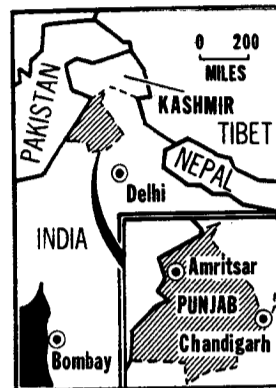 0 200
MILES
KASHMIR
PAKISTAN
TIBET
NEPAL
Delhi
INDIA
Amritsar
PUNJAB
Chandigarh
Bombay